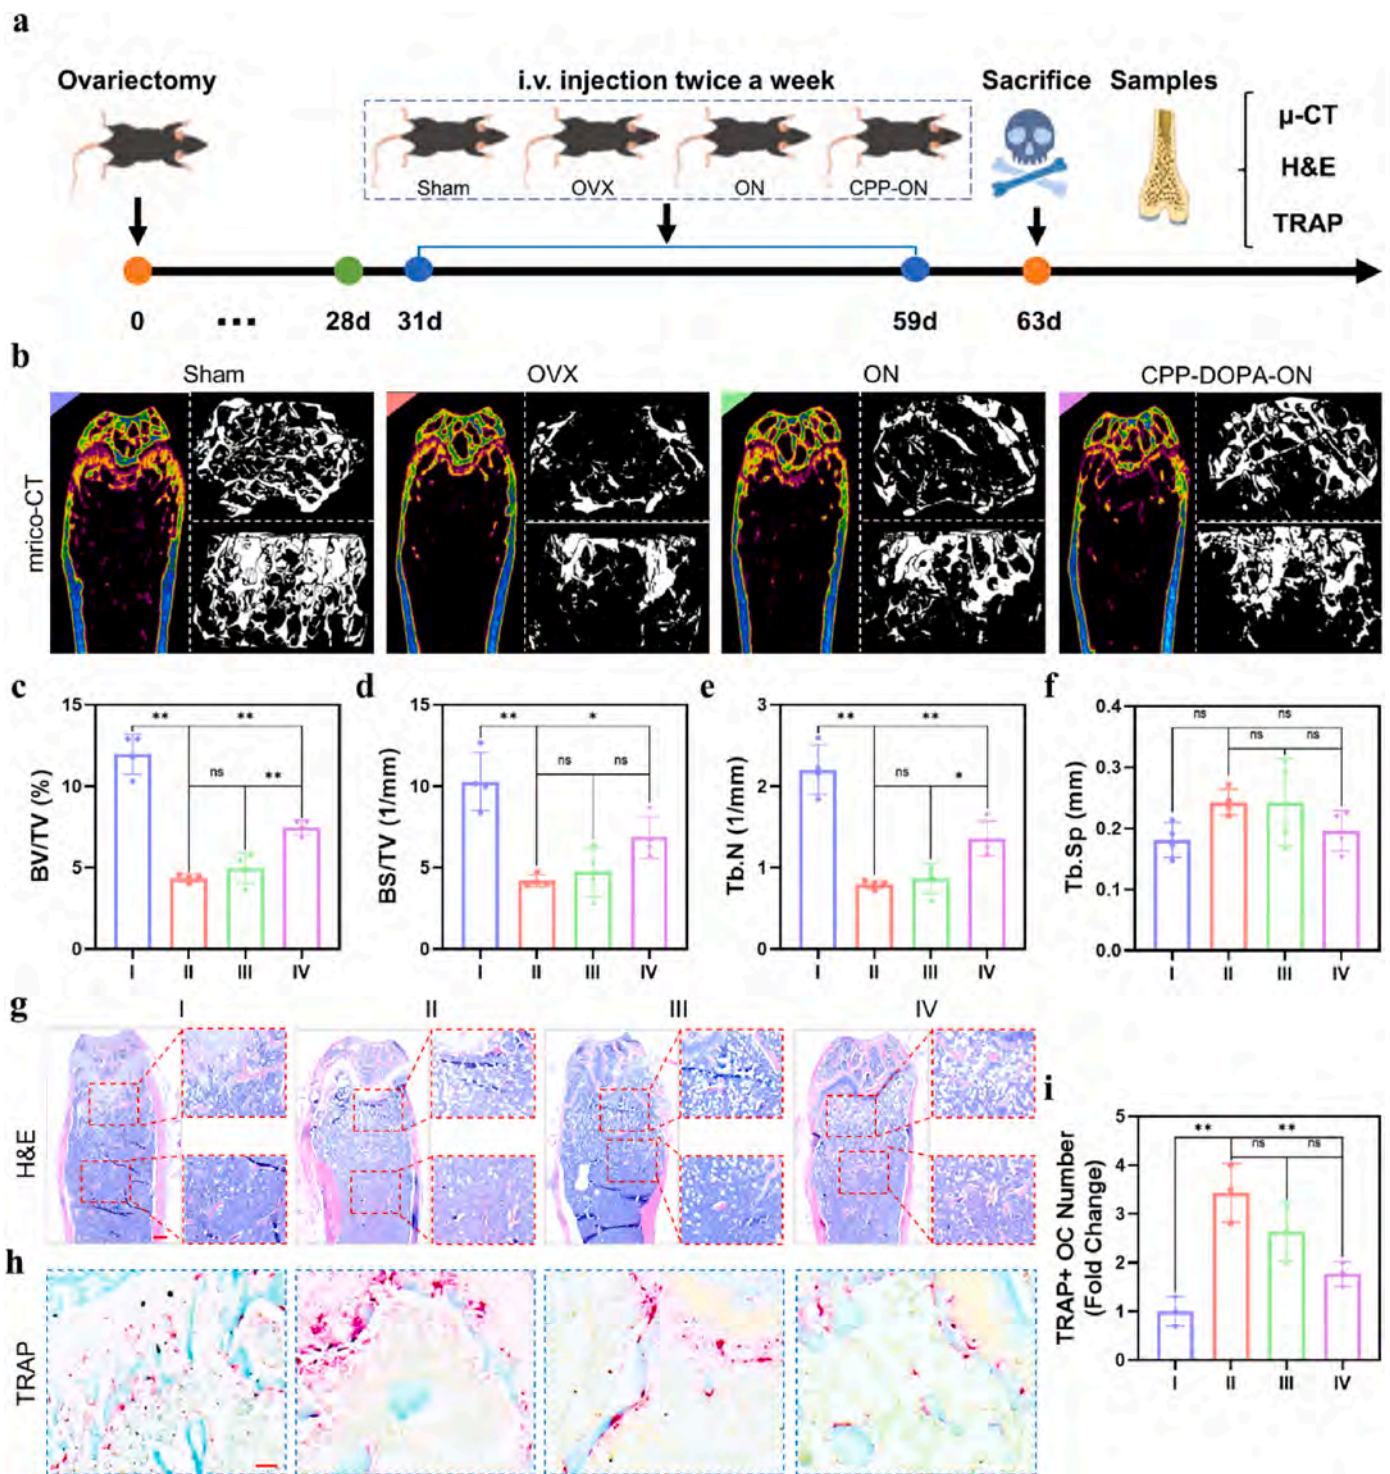 a
Ovariectomy
i.v. injection twice a week
Sacrifice
Samples
Sham
OVX
ON
CPP-ON
μ-CT
H&E
TRAP
0
...
28d
31d
59d
63d
b
Sham
OVX
ON
CPP-DOPA-ON
mrico-CT
c
BV/TV (%)
15
10
5
0
**
**
ns
**
I
II
III
IV
d
BS/TV (1/mm)
15
10
5
0
**
*
ns
ns
I
II
III
IV
e
Tb.N (1/mm)
3
2
1
0
**
**
ns
*
I
II
III
IV
f
Tb.Sp (mm)
0.4
0.3
0.2
0.1
0.0
ns
ns
ns
ns
I
II
III
IV
g
I
II
III
IV
H&E
h
TRAP
i
TRAP+ OC Number
(Fold Change)
5
4
3
2
1
0
**
**
ns
ns
I
II
III
IV